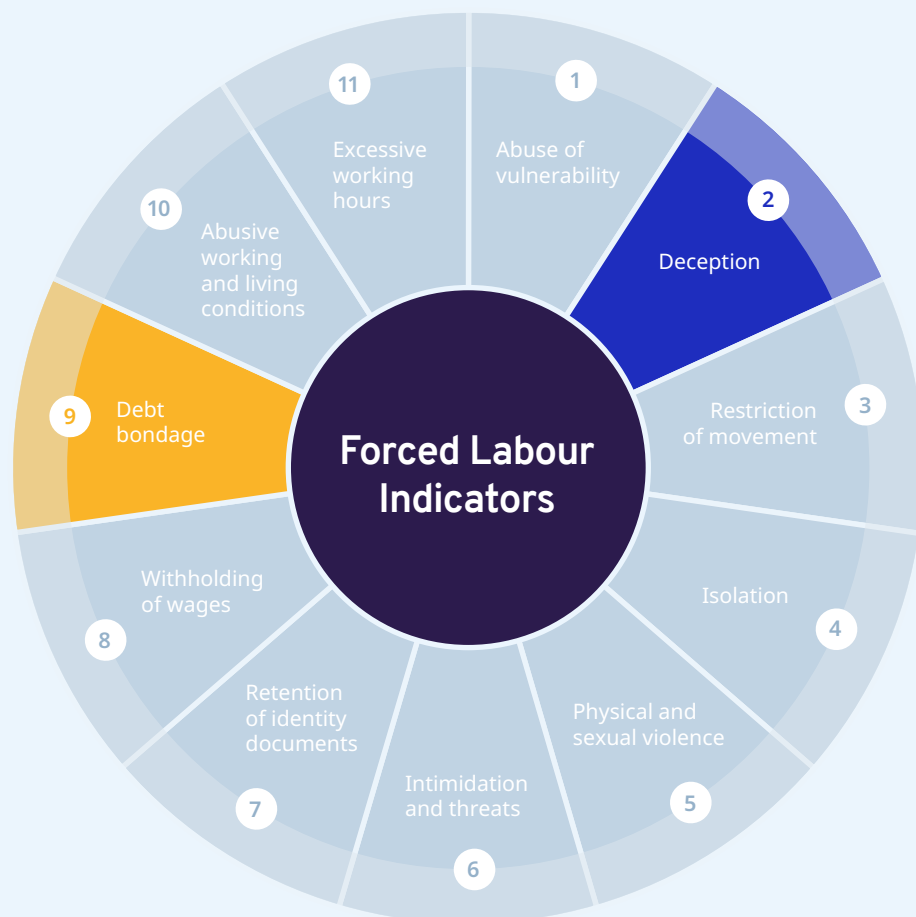 Forced Labour
Indicators
1
Abuse of
vulnerability
2
Deception
3
Restriction
of movement
4
Isolation
5
Physical and
sexual violence
6
Intimidation
and threats
7
Retention
of identity
documents
8
Withholding
of wages
9
Debt
bondage
10
Abusive
working
and living
conditions
11
Excessive
working
hours